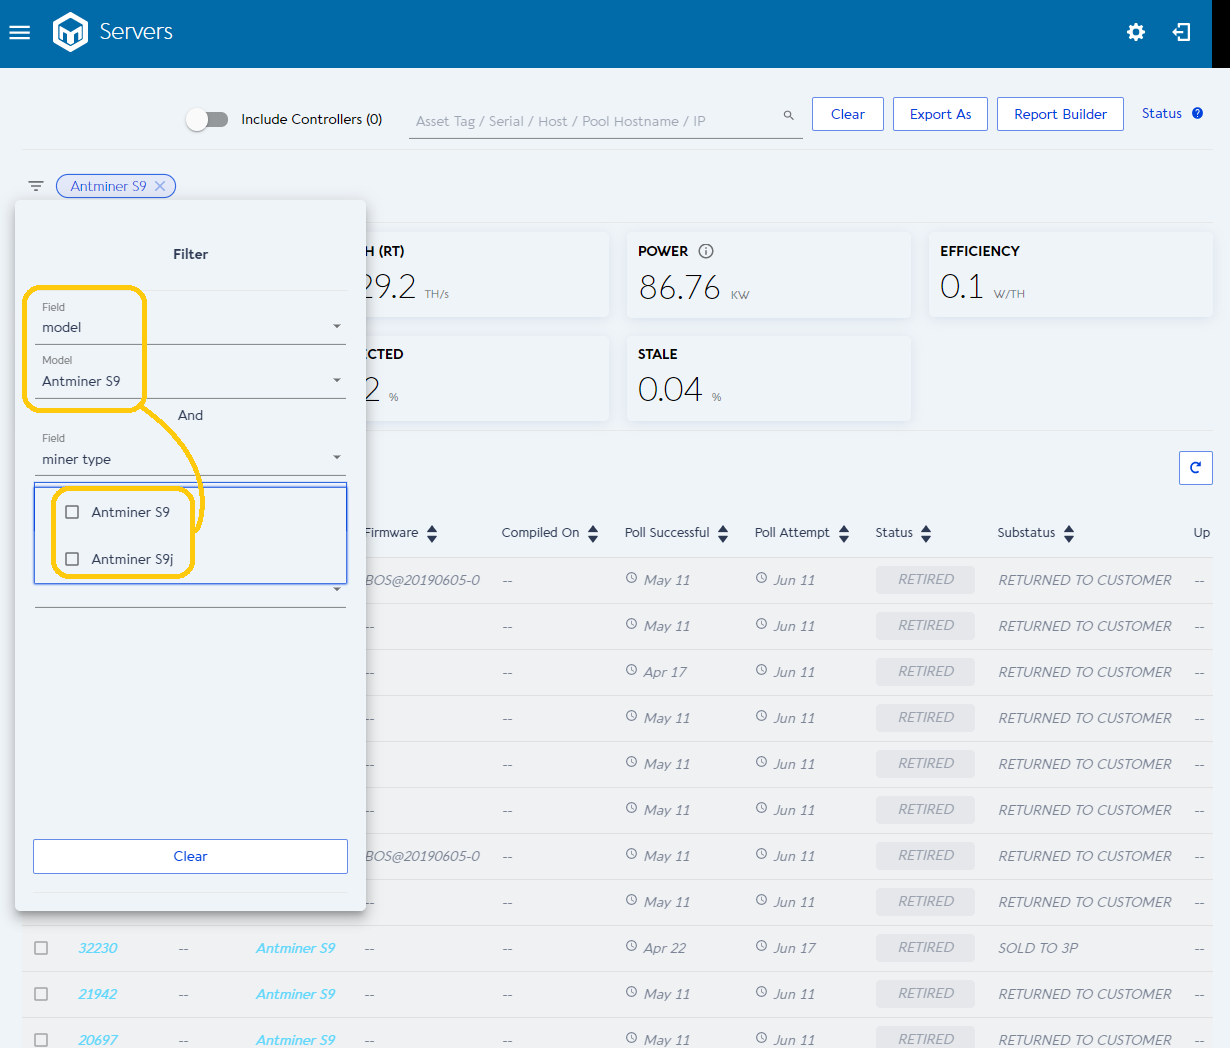 Servers
Include Controllers (0)
Asset Tag / Serial / Host / Pool Hostname / IP
Clear
Export As
Report Builder
Status
Antminer S9
Filter
Field
model
Model
Antminer S9
And
Field
miner type
Antminer S9
Antminer S9j
Clear
H (RT)
29.2 TH/s
POWER
86.76 KW
EFFICIENCY
0.1 W/TH
CTED
2 %
STALE
0.04 %
Firmware Compiled On Poll Successful Poll Attempt Status Substatus Up
BOS@20190605-0 -- May 11 Jun 11 RETIRED RETURNED TO CUSTOMER --
-- -- May 11 Jun 11 RETIRED RETURNED TO CUSTOMER --
-- -- Apr 17 Jun 11 RETIRED RETURNED TO CUSTOMER --
-- -- May 11 Jun 11 RETIRED RETURNED TO CUSTOMER --
-- -- May 11 Jun 11 RETIRED RETURNED TO CUSTOMER --
-- -- May 11 Jun 11 RETIRED RETURNED TO CUSTOMER --
BOS@20190605-0 -- May 11 Jun 11 RETIRED RETURNED TO CUSTOMER --
-- -- May 11 Jun 11 RETIRED RETURNED TO CUSTOMER --
32230 -- Antminer S9 -- -- Apr 22 Jun 17 RETIRED SOLD TO 3P --
21942 -- Antminer S9 -- -- May 11 Jun 11 RETIRED RETURNED TO CUSTOMER --
20697 -- Antminer S9 -- -- May 11 Jun 11 RETIRED RETURNED TO CUSTOMER --